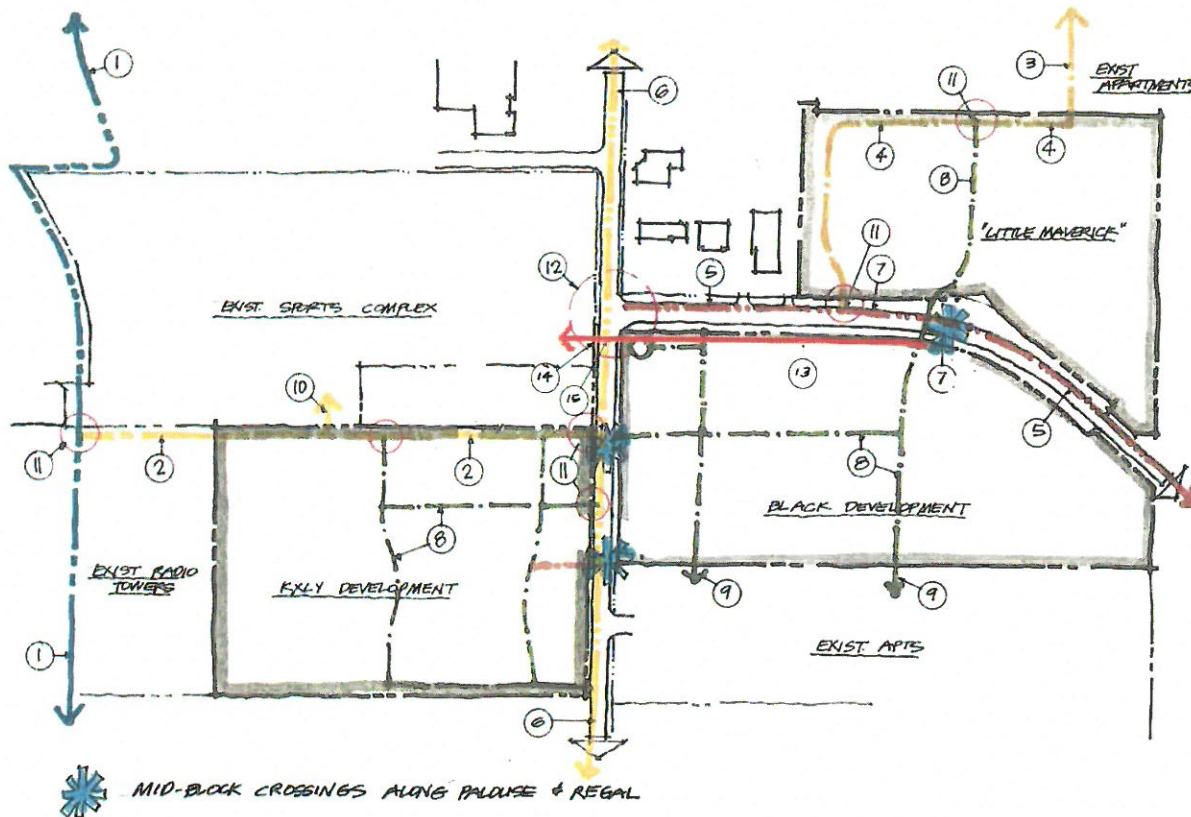 1
3
EXIST
APARTMENTS
11
6
4
4
8
"LITTLE MAVERICK"
12
5
11
7
EXIST SPORTS COMPLEX
14
13
7
15
10
5
11
2
2
11
8
BLACK DEVELOPMENT
8
EXIST RADIO
TOWERS
KXLY DEVELOPMENT
9
9
1
EXIST APTS
6
MID-BLOCK CROSSINGS ALONG PALOUSE & REGAL